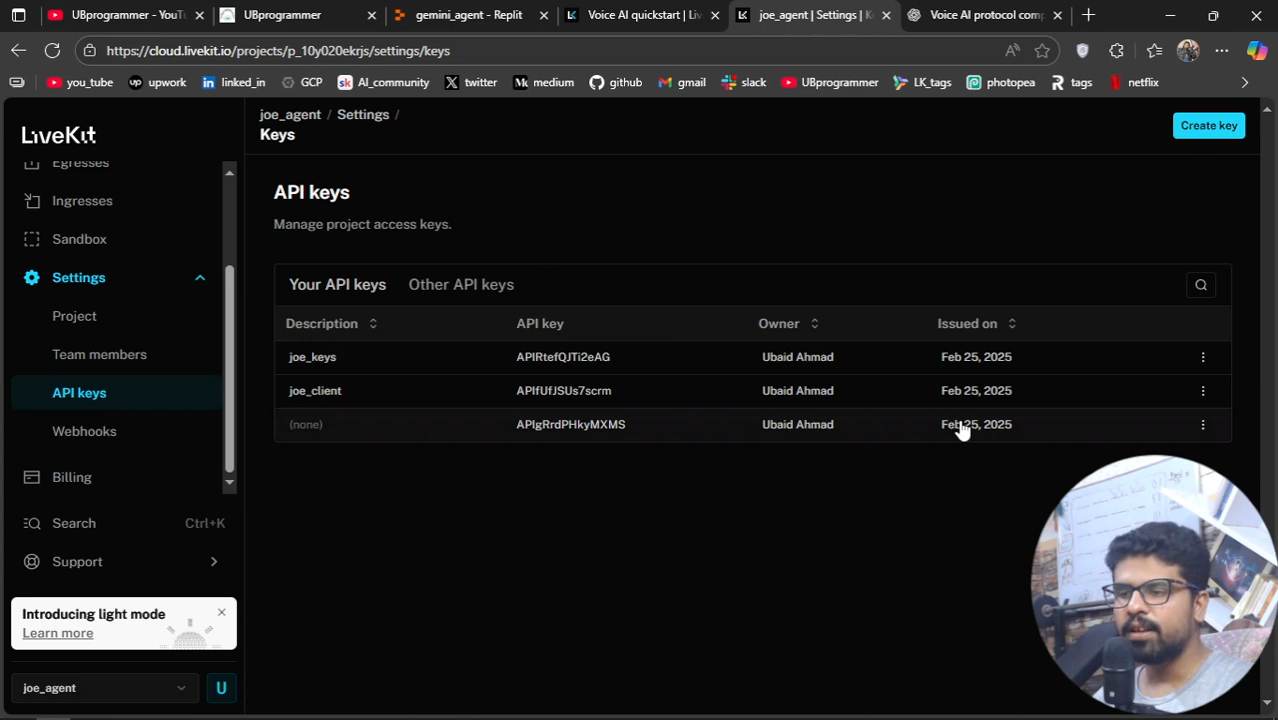 UBprogrammer - YouTu
UBprogrammer
gemini_agent - Replit
Voice AI quickstart | Liv
joe_agent | Settings | K
Voice AI protocol comp
https://cloud.livekit.io/projects/p_10y020ekrjs/settings/keys
you_tube
upwork
linked_in
GCP
AI_community
twitter
medium
github
gmail
slack
UBprogrammer
LK_tags
photopea
tags
netflix
LiveKit
Egresses
Ingresses
Sandbox
Settings
Project
Team members
API keys
Webhooks
Billing
Search Ctrl+K
Support
Introducing light mode
Learn more
joe_agent
U
joe_agent / Settings /
Keys
Create key
API keys
Manage project access keys.
Your API keys Other API keys
Description API key Owner Issued on
joe_keys APIRtefQJTi2eAG Ubaid Ahmad Feb 25, 2025
joe_client APIfUfJSUs7scrm Ubaid Ahmad Feb 25, 2025
(none) APIgRrdPHkyMXMS Ubaid Ahmad Feb 25, 2025